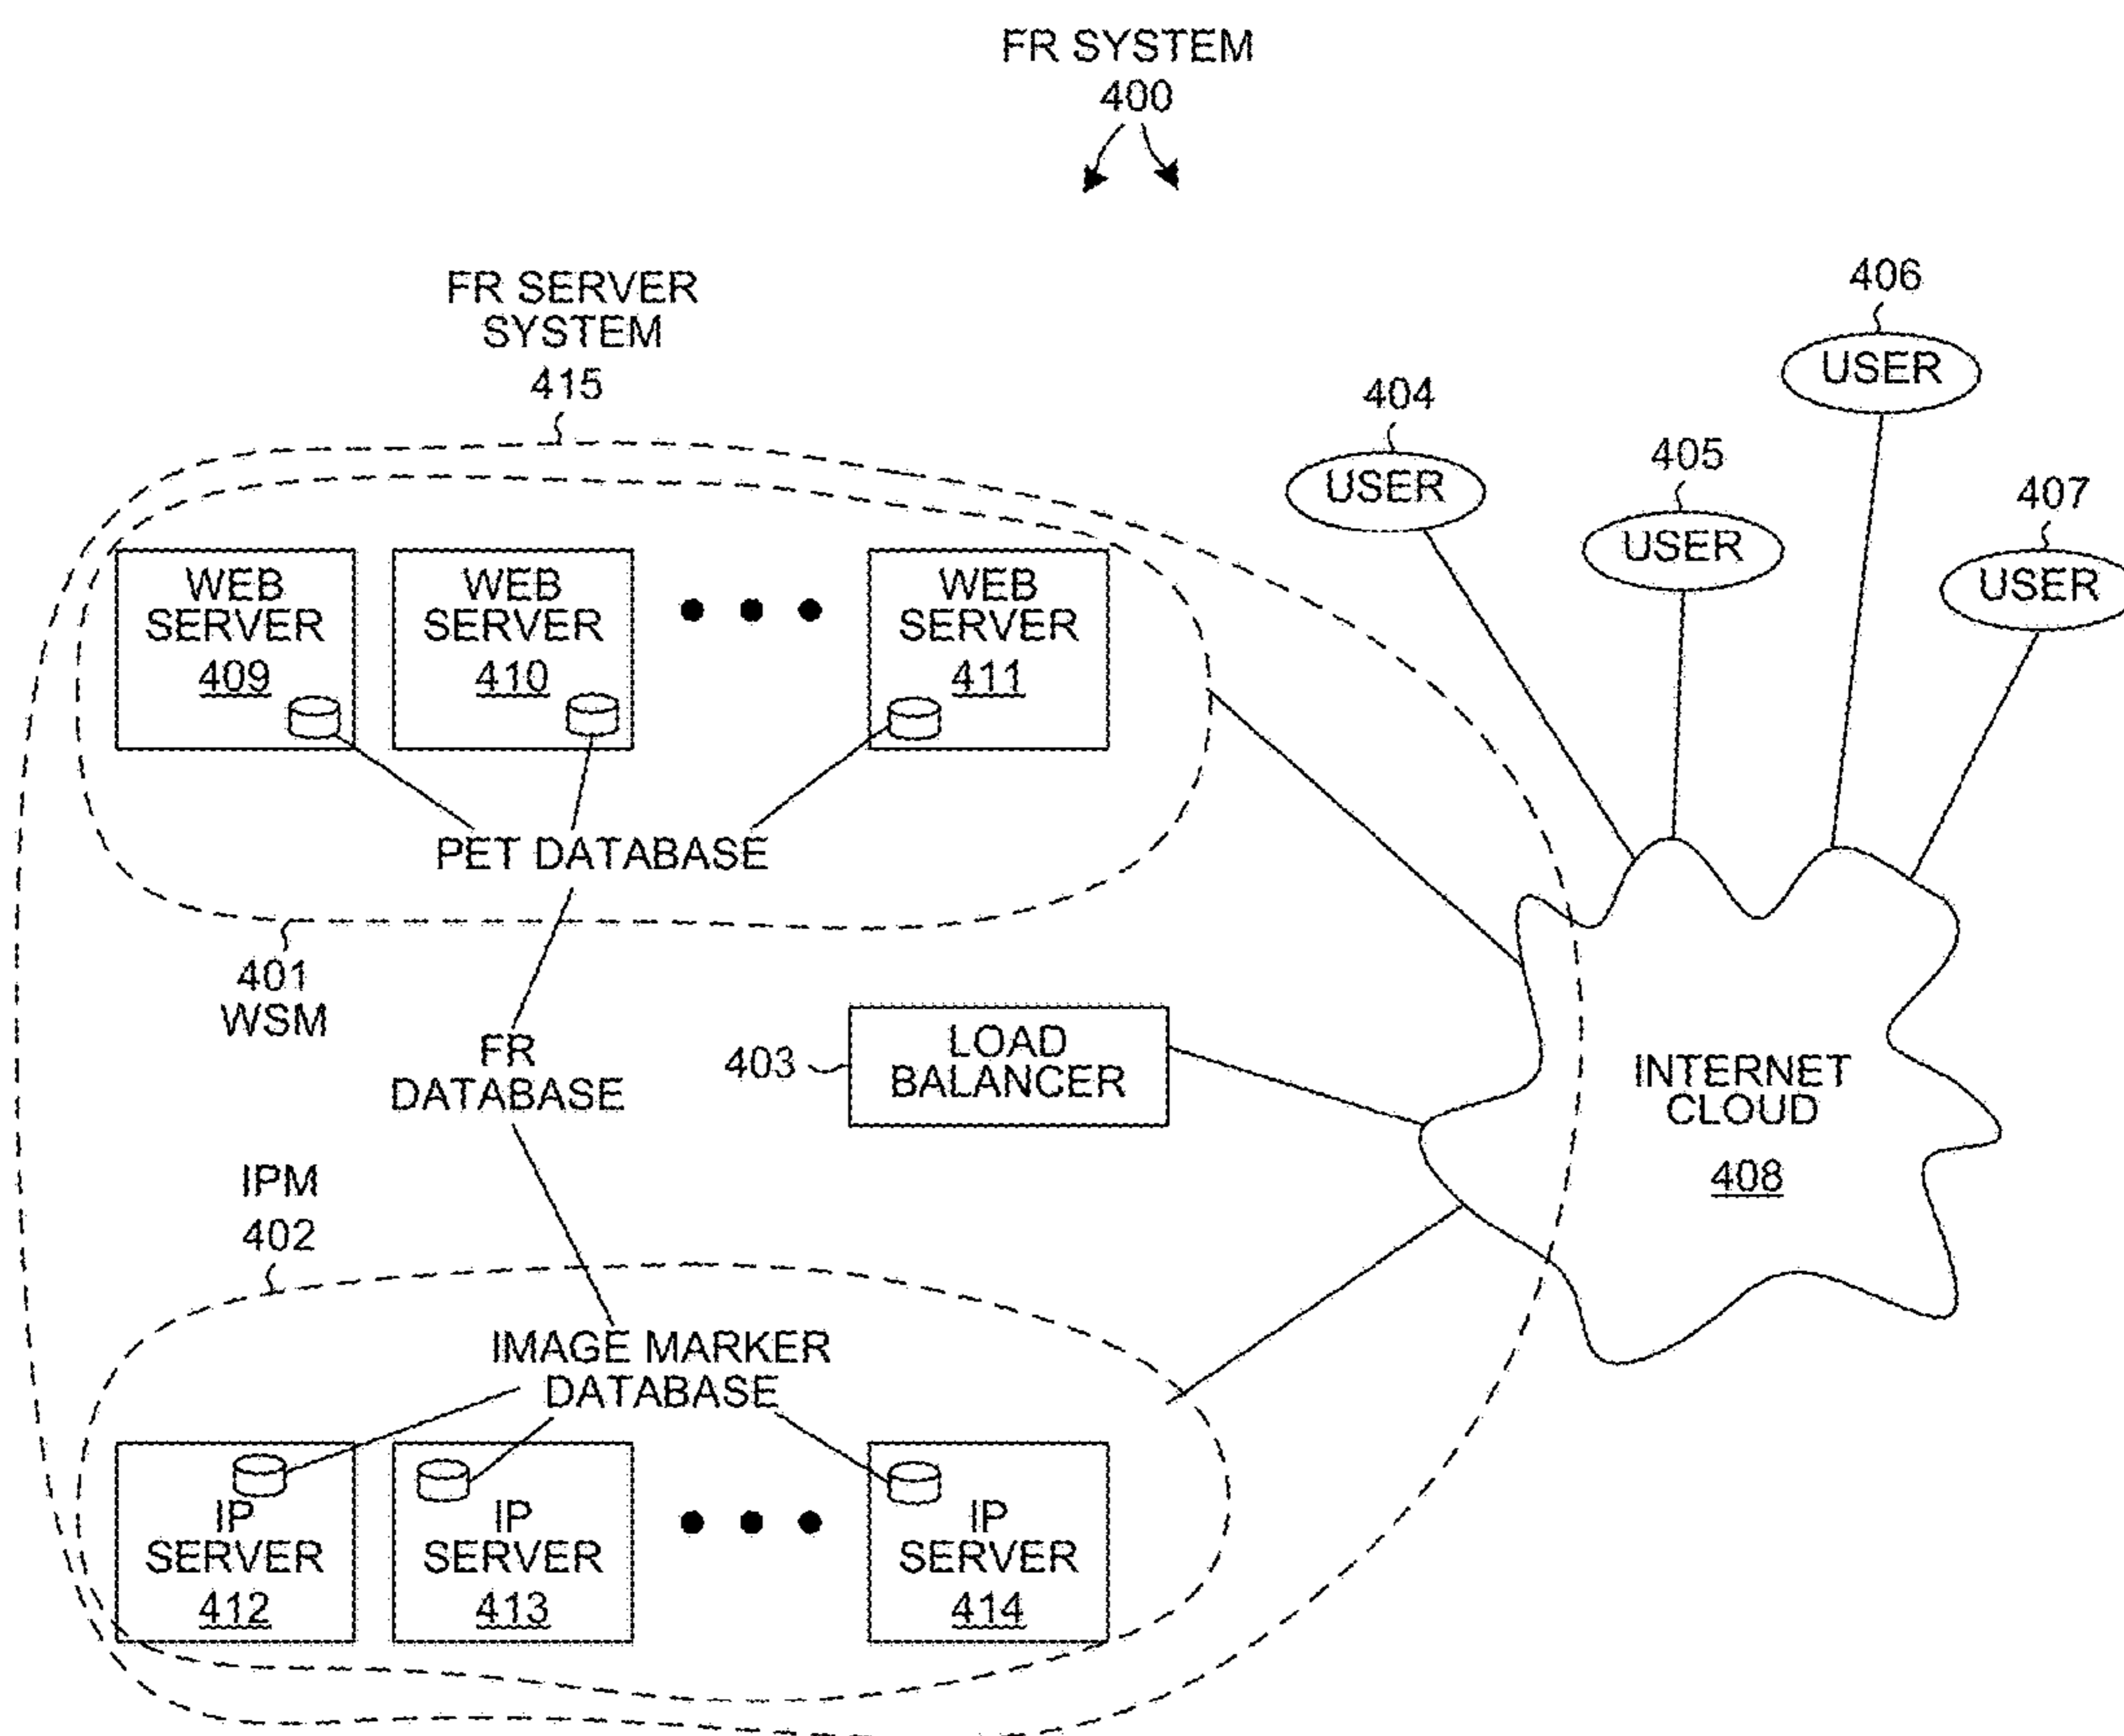 FR SYSTEM
400
FR SERVER
SYSTEM
415
406
USER
404
USER
405
USER
407
USER
WEB
SERVER
409
WEB
SERVER
410
WEB
SERVER
411
PET DATABASE
401
WSM
FR
DATABASE
403
LOAD
BALANCER
INTERNET
CLOUD
408
IPM
402
IMAGE MARKER
DATABASE
IP
SERVER
412
IP
SERVER
413
IP
SERVER
414